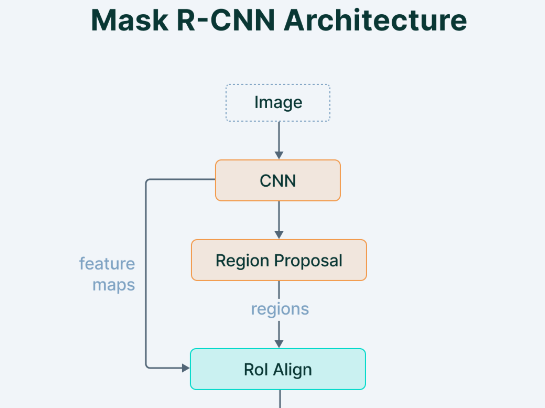 Mask R-CNN Architecture
Image
CNN
Region Proposal
feature
maps
regions
RoI Align